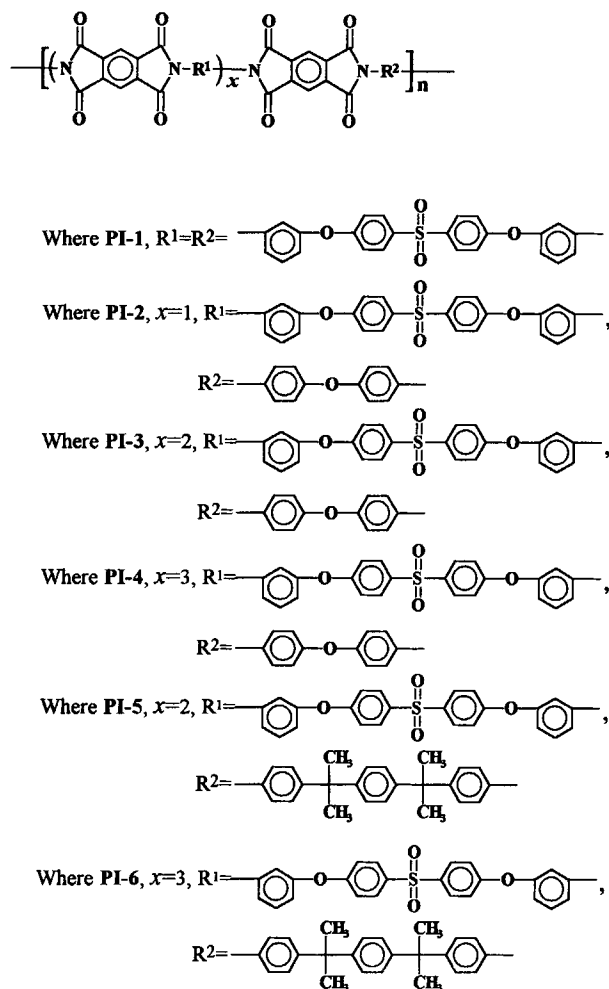 O O O O
[( N N-R¹ )x N N-R² ]n
O O O O
O
Where PI-1, R¹=R²= O S O
O
O
Where PI-2, x=1, R¹= O S O ,
O
R²= O
O
Where PI-3, x=2, R¹= O S O ,
O
R²= O
O
Where PI-4, x=3, R¹= O S O ,
O
R²= O
O
Where PI-5, x=2, R¹= O S O ,
O
CH₃ CH₃
R²=
CH₃ CH₃
O
Where PI-6, x=3, R¹= O S O ,
O
CH₃ CH₃
R²=
CH₃ CH₃